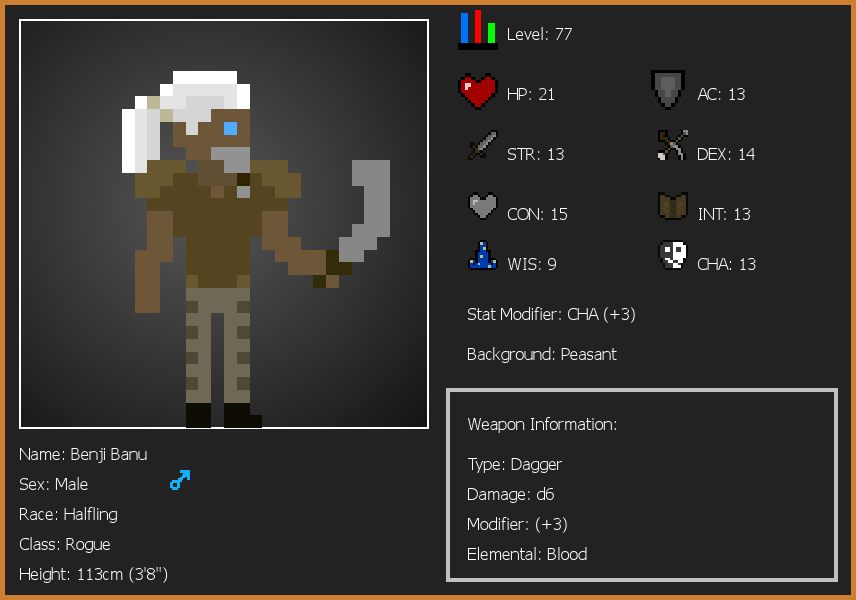 Level: 77
HP: 21
AC: 13
STR: 13
DEX: 14
CON: 15
INT: 13
WIS: 9
CHA: 13
Stat Modifier: CHA (+3)
Background: Peasant
Weapon Information:
Type: Dagger
Damage: d6
Modifier: (+3)
Elemental: Blood
Name: Benji Banu
Sex: Male
Race: Halfling
Class: Rogue
Height: 113cm (3'8")